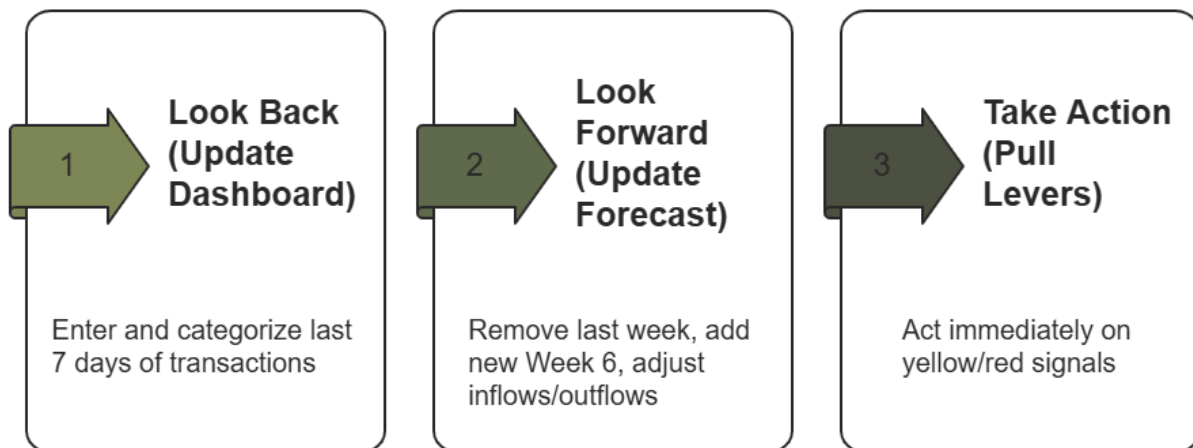 1
Look Back
(Update
Dashboard)
Enter and categorize last
7 days of transactions
2
Look
Forward
(Update
Forecast)
Remove last week, add
new Week 6, adjust
inflows/outflows
3
Take Action
(Pull
Levers)
Act immediately on
yellow/red signals